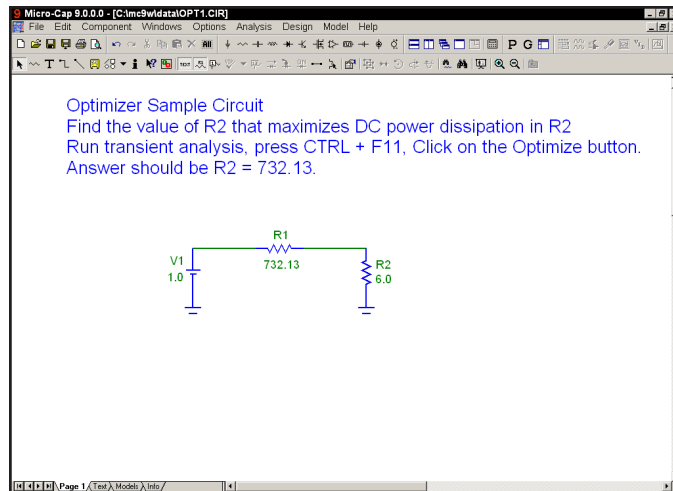 9 Micro-Cap 9.0.0.0 - [C:\mc9w\data\OPT1.CIR]
File Edit Component Windows Options Analysis Design Model Help
Optimizer Sample Circuit
Find the value of R2 that maximizes DC power dissipation in R2
Run transient analysis, press CTRL + F11, Click on the Optimize button.
Answer should be R2 = 732.13.
R1
732.13
V1
1.0
R2
6.0
Page 1 Text Models Info